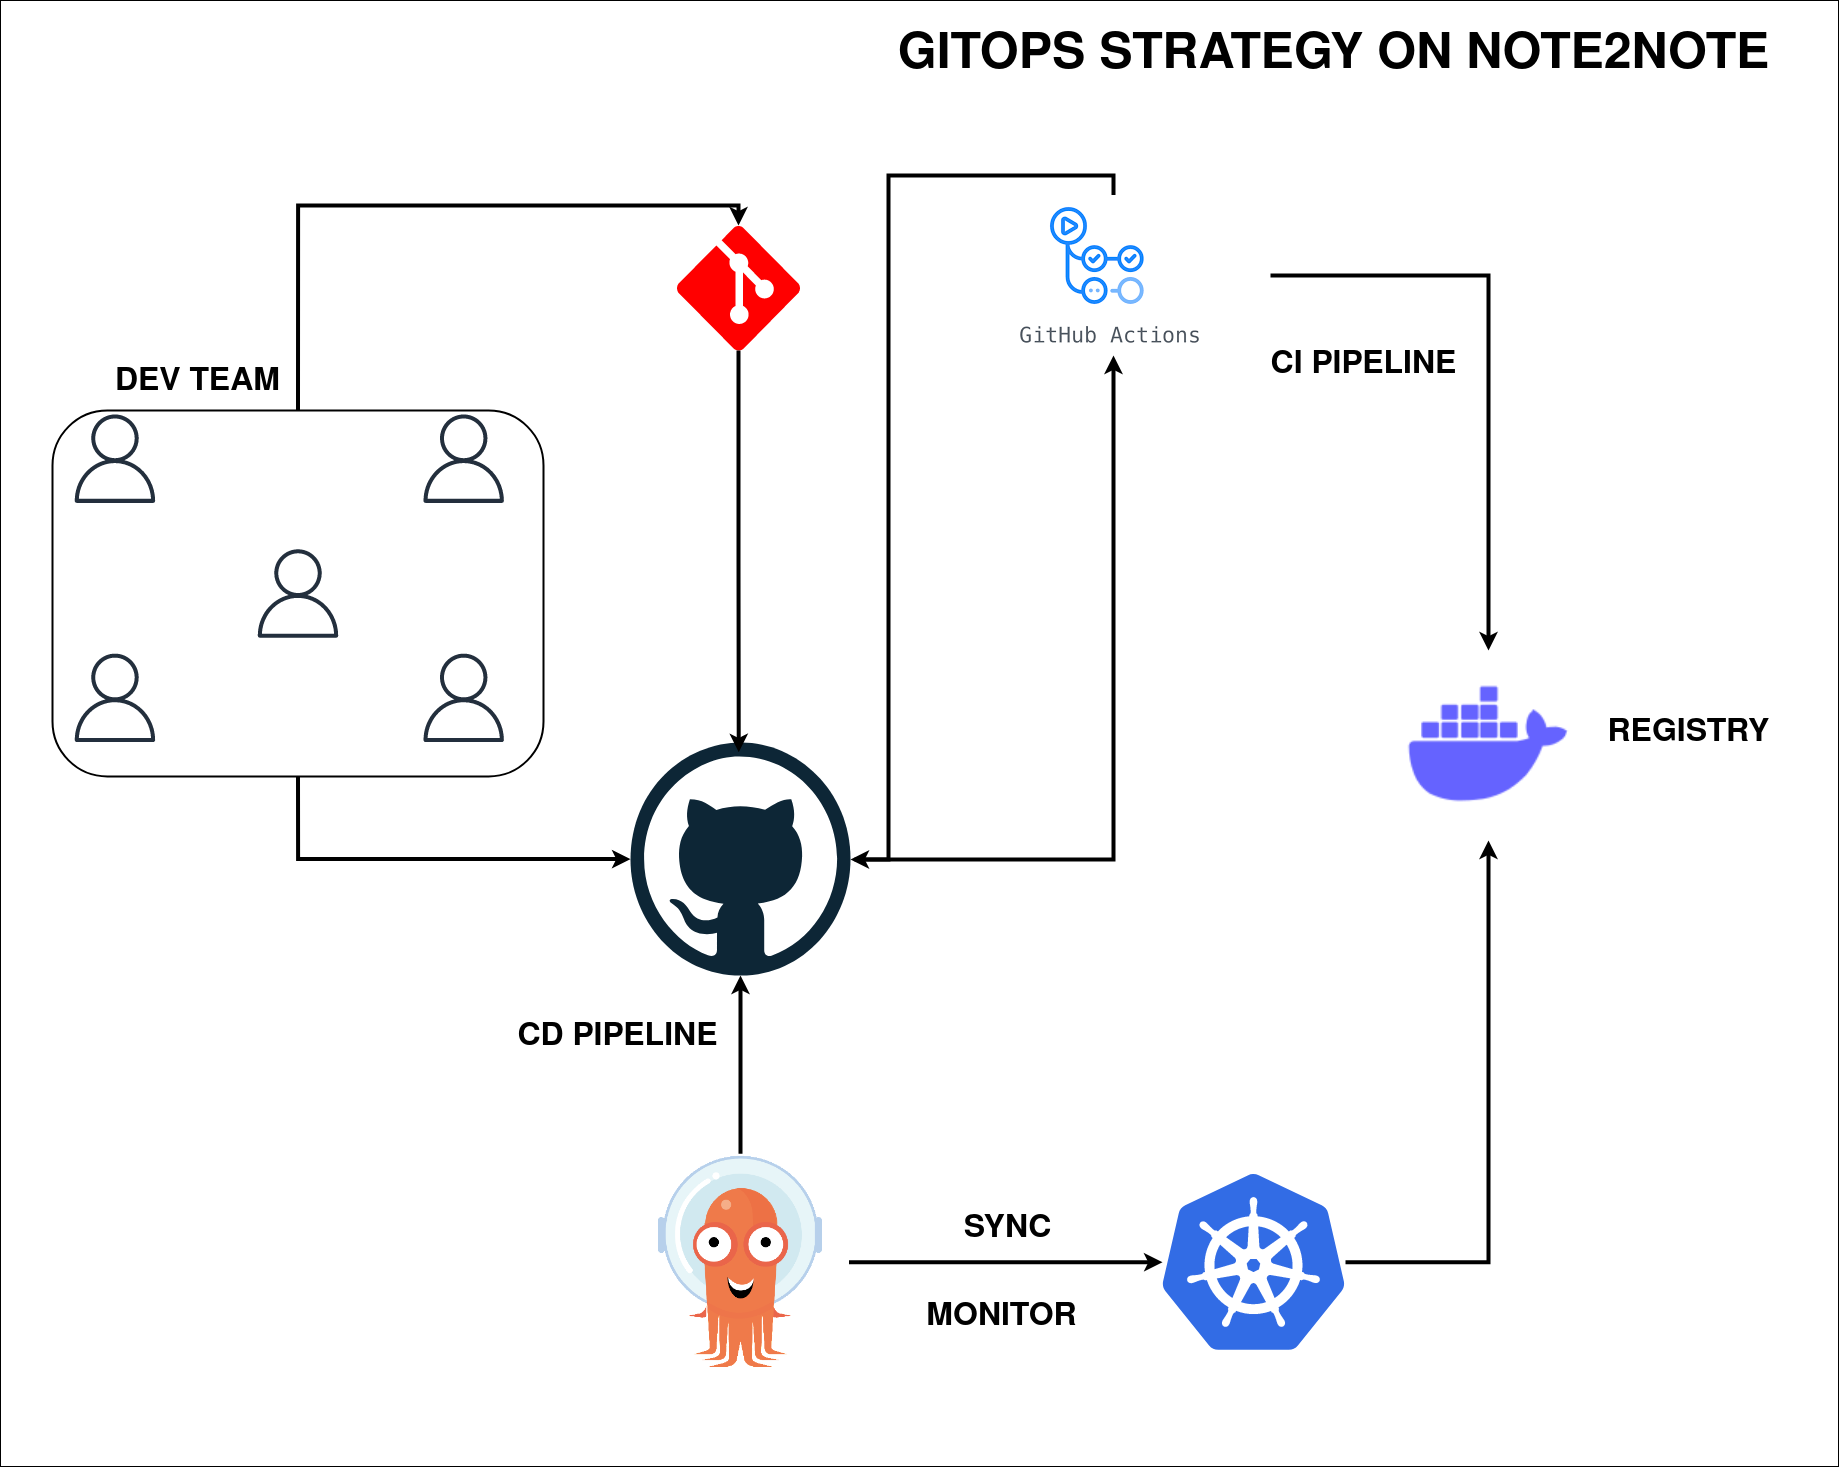 GITOPS STRATEGY ON NOTE2NOTE
GitHub Actions
CI PIPELINE
DEV TEAM
REGISTRY
CD PIPELINE
SYNC
MONITOR